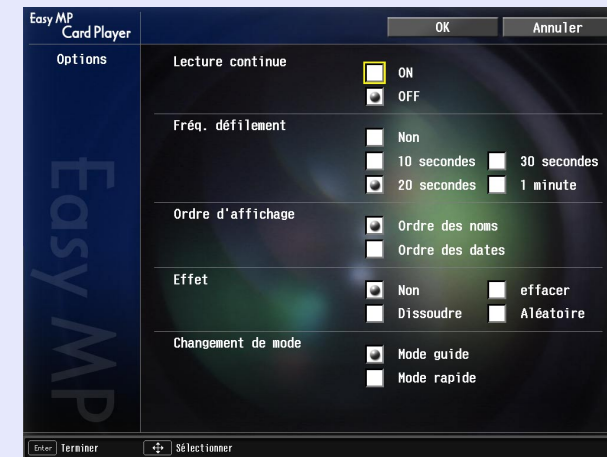 Easy MP
Card Player
OK
Annuler
Options
Lecture continue
ON
OFF
Fréq. défilement
Non
10 secondes
30 secondes
20 secondes
1 minute
Ordre d'affichage
Ordre des noms
Ordre des dates
Effet
Non
effacer
Dissoudre
Aléatoire
Changement de mode
Mode guide
Mode rapide
Easy MP
Enter Terminer
Sélectionner